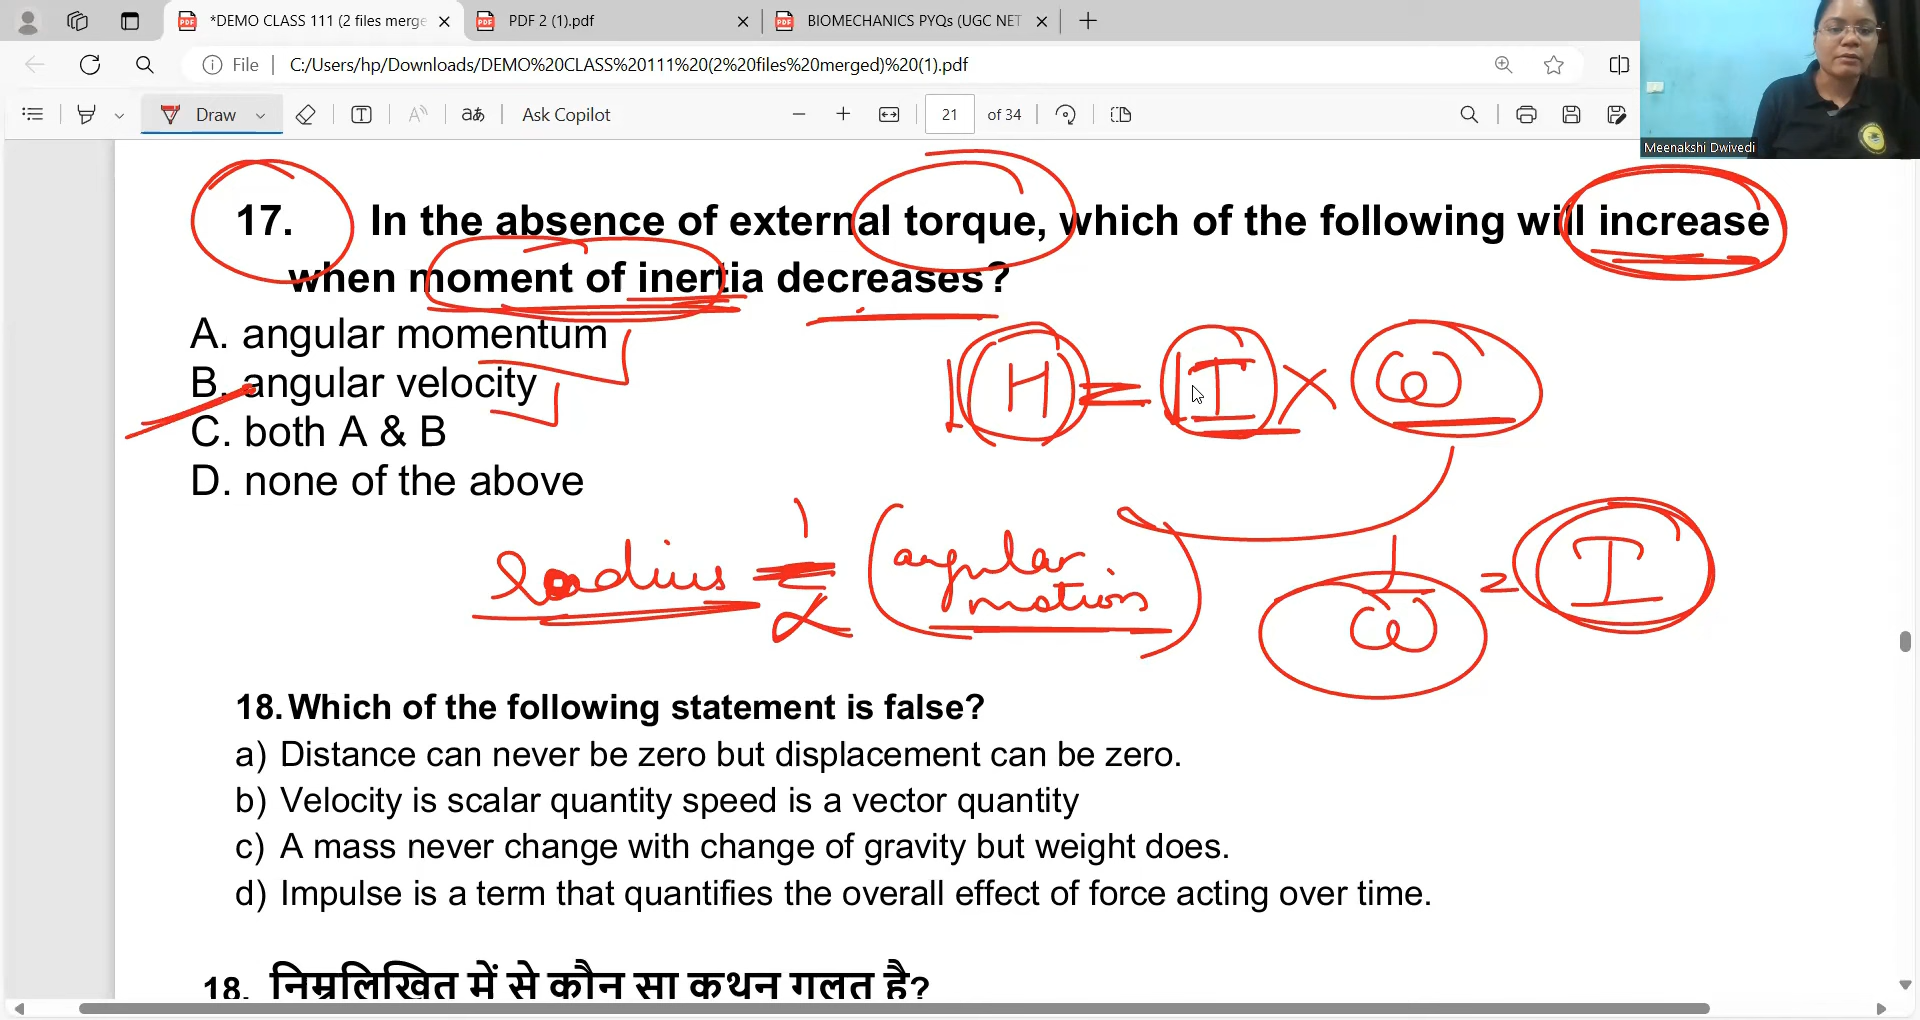 *DEMO CLASS 111 (2 files merge
PDF 2 (1).pdf
BIOMECHANICS PYQs (UGC NET
File
C:/Users/hp/Downloads/DEMO%20CLASS%20111%20(2%20files%20merged)%20(1).pdf
Draw
T
A
aあ
Ask Copilot
21
of 34
Meenakshi Dwivedi
17. In the absence of external torque, which of the following will increase
when moment of inertia decreases?
A. angular momentum
B. angular velocity
C. both A & B
D. none of the above
H = I × ω
radius = 1/α (angular
motion)
1/ω = I
18. Which of the following statement is false?
a) Distance can never be zero but displacement can be zero.
b) Velocity is scalar quantity speed is a vector quantity
c) A mass never change with change of gravity but weight does.
d) Impulse is a term that quantifies the overall effect of force acting over time.
18. निम्नलिखित में से कौन सा कथन गलत है?